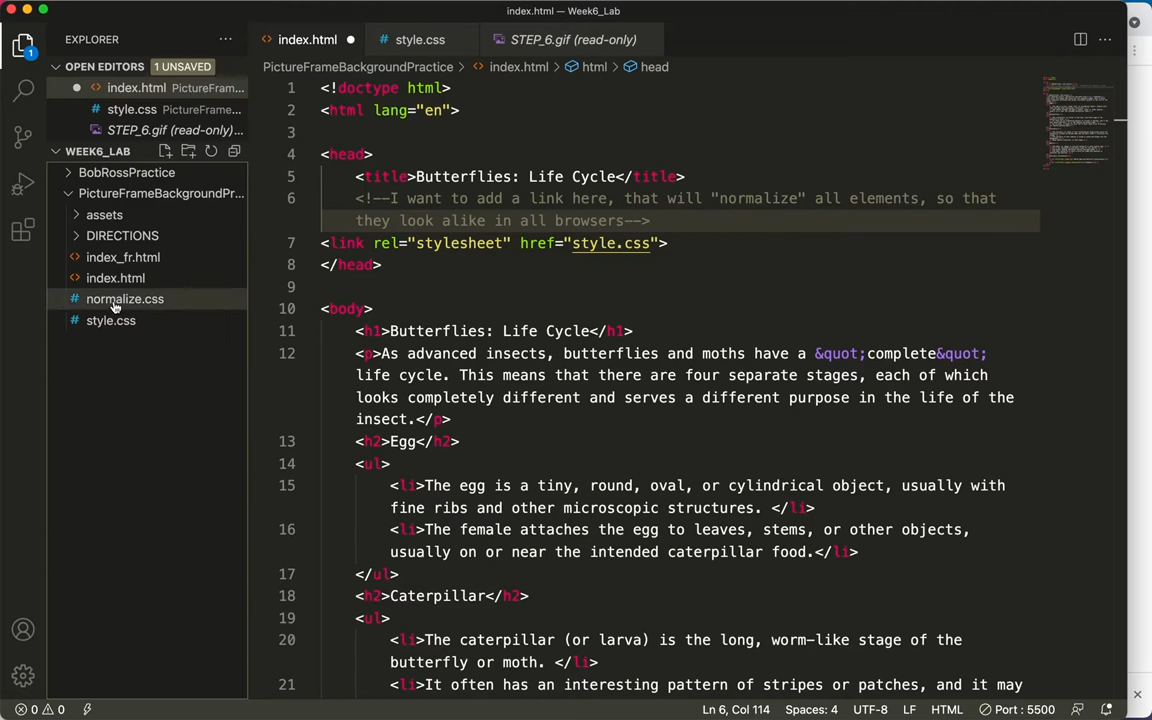 index.html — Week6_Lab
EXPLORER
OPEN EDITORS 1 UNSAVED
index.html PictureFram...
style.css PictureFrame...
STEP_6.gif (read-only)...
WEEK6_LAB
BobRossPractice
PictureFrameBackgroundPr...
assets
DIRECTIONS
index_fr.html
index.html
normalize.css
style.css
1
index.html
style.css
STEP_6.gif (read-only)
PictureFrameBackgroundPractice > index.html > html > head
1 <!doctype html>
2 <html lang="en">
3
4 <head>
5 <title>Butterflies: Life Cycle</title>
6 <!--I want to add a link here, that will "normalize" all elements, so that
they look alike in all browsers-->
7 <link rel="stylesheet" href="style.css">
8 </head>
9
10 <body>
11 <h1>Butterflies: Life Cycle</h1>
12 <p>As advanced insects, butterflies and moths have a &quot;complete&quot;
life cycle. This means that there are four separate stages, each of which
looks completely different and serves a different purpose in the life of the
insect.</p>
13 <h2>Egg</h2>
14 <ul>
15 <li>The egg is a tiny, round, oval, or cylindrical object, usually with
fine ribs and other microscopic structures. </li>
16 <li>The female attaches the egg to leaves, stems, or other objects,
usually on or near the intended caterpillar food.</li>
17 </ul>
18 <h2>Caterpillar</h2>
19 <ul>
20 <li>The caterpillar (or larva) is the long, worm-like stage of the
butterfly or moth. </li>
21 <li>It often has an interesting pattern of stripes or patches, and it may
0 0
Ln 6, Col 114
Spaces: 4
UTF-8
LF
HTML
Port : 5500